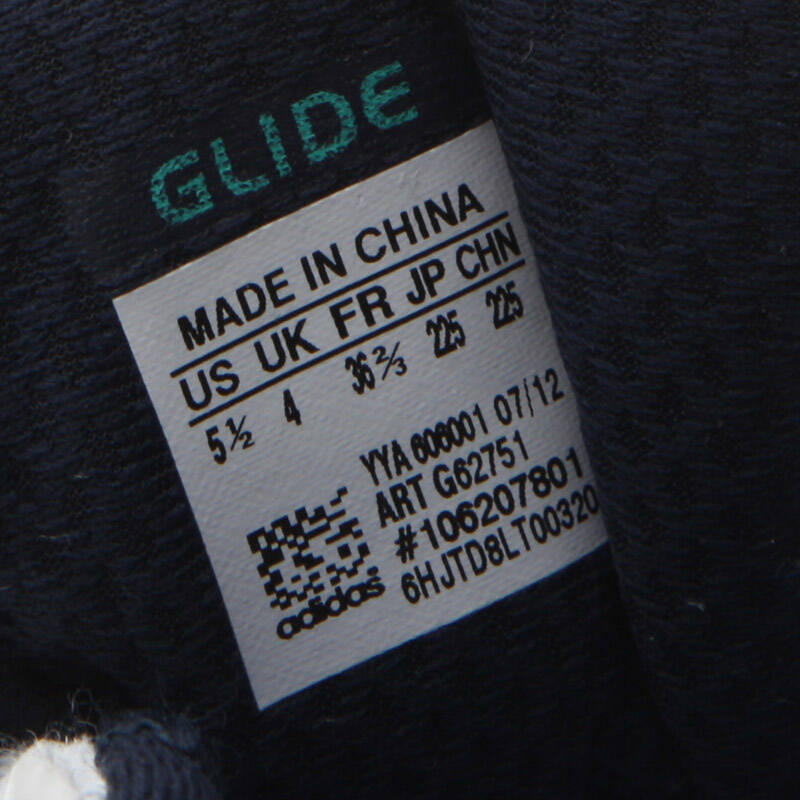 GLIDE
MADE IN CHINA
US UK FR JP CHN
5½ 4 36⅔ 225 225
YYA 606001 07/12
ART G62751
#106207801
6HJTD8LT00320
adidas